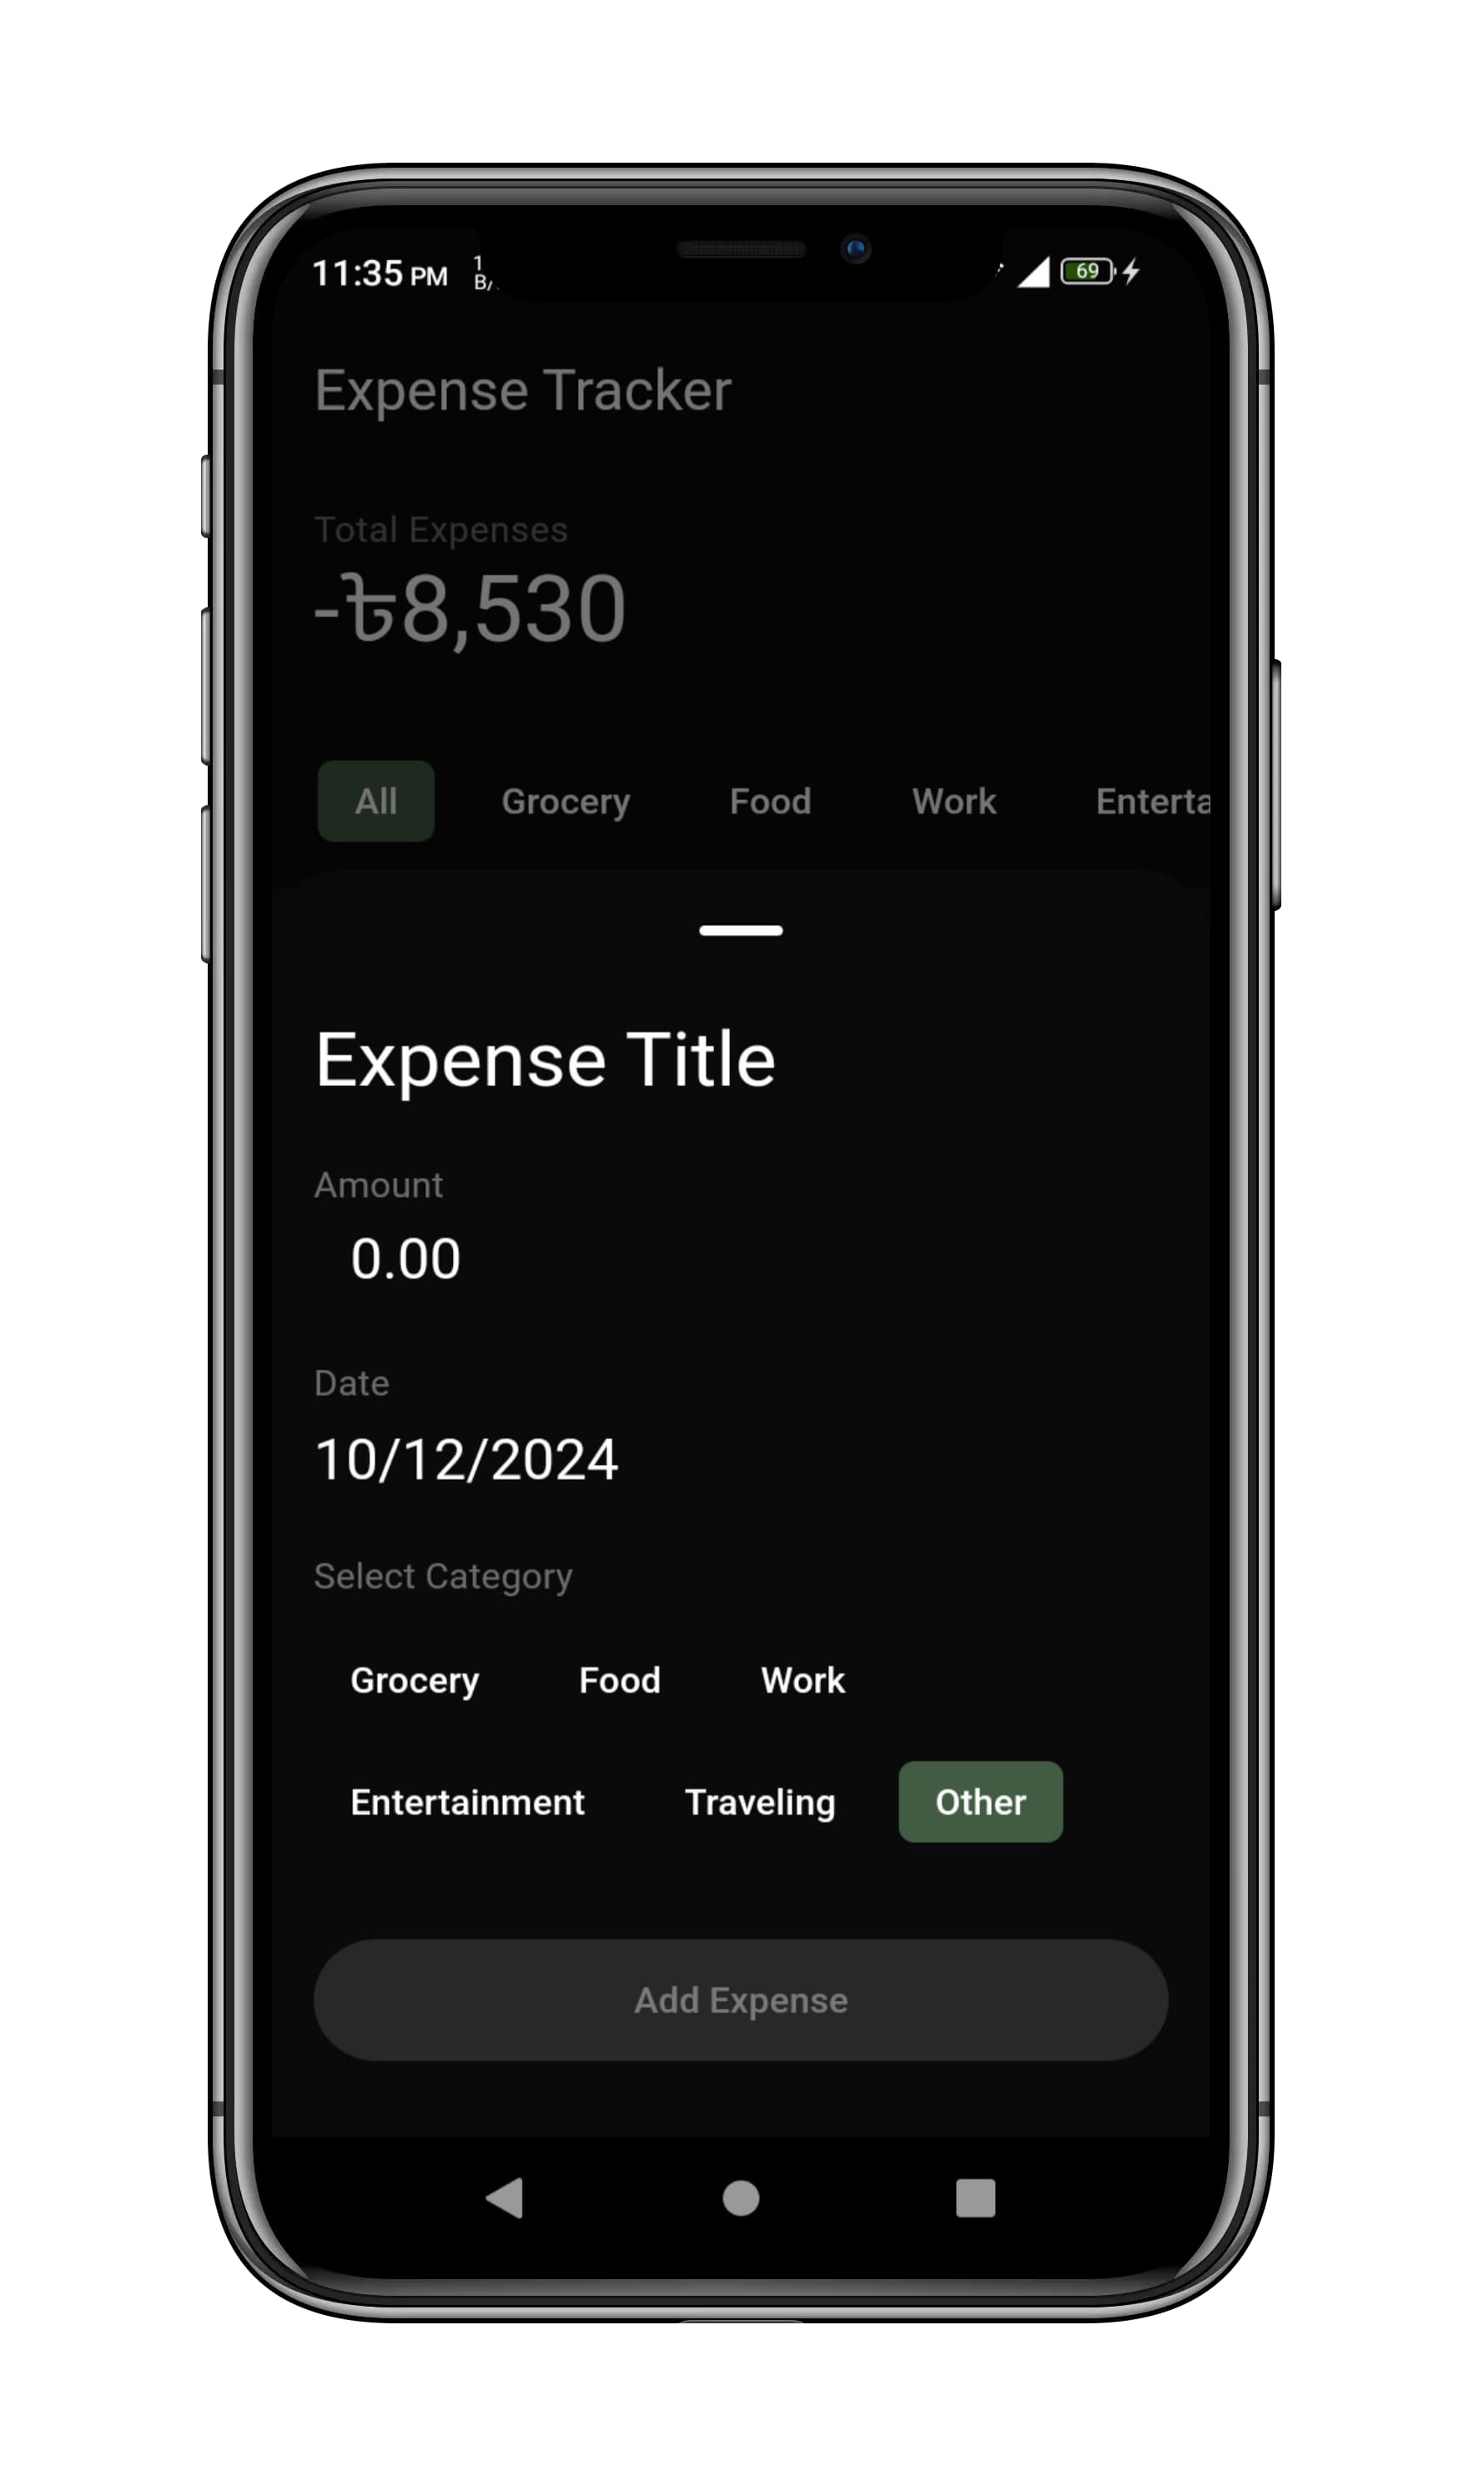 11:35 PM 1 B/ 69
Expense Tracker
Total Expenses
-৳8,530
All Grocery Food Work Enterta
Expense Title
Amount
0.00
Date
10/12/2024
Select Category
Grocery Food Work
Entertainment Traveling Other
Add Expense